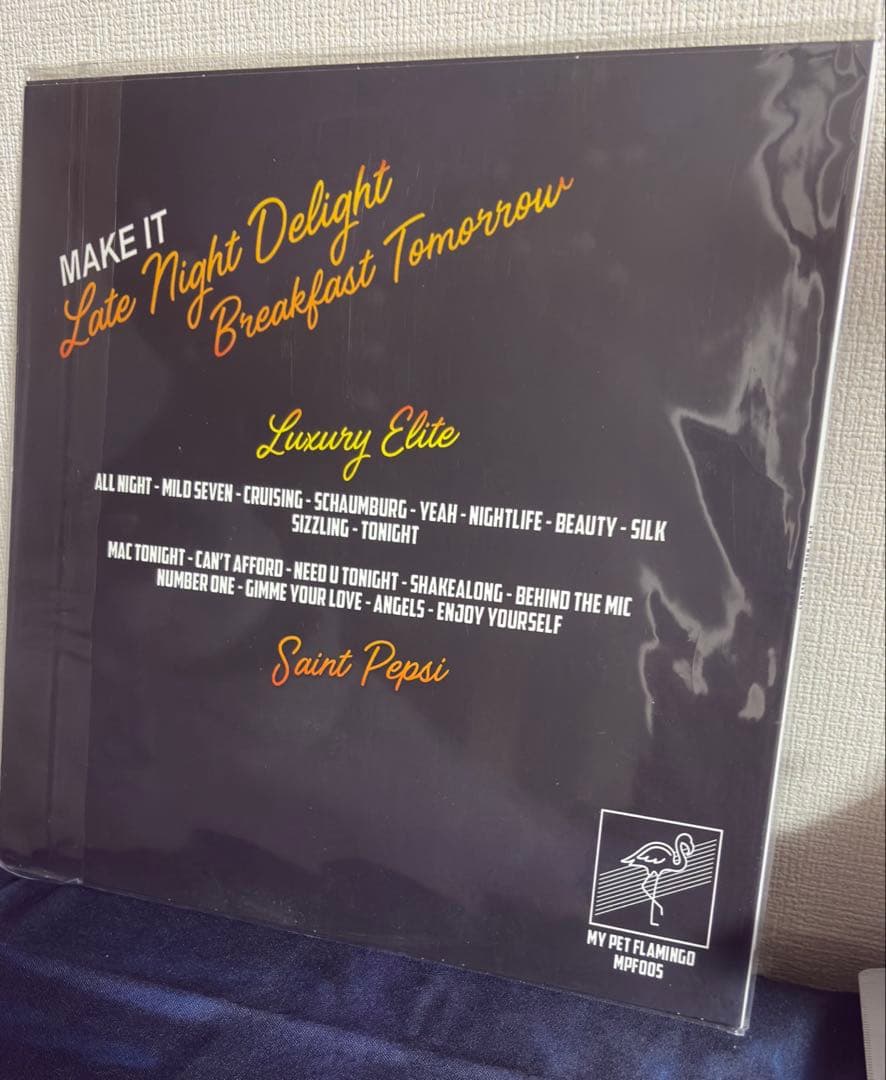 MAKE IT
Late Night Delight
Breakfast Tomorrow
Luxury Elite
ALL NIGHT - MILD SEVEN - CRUISING - SCHAUMBURG - YEAH - NIGHTLIFE - BEAUTY - SILK
SIZZLING - TONIGHT
MAC TONIGHT - CAN'T AFFORD - NEED U TONIGHT - SHAKEALONG - BEHIND THE MIC
NUMBER ONE - GIMME YOUR LOVE - ANGELS - ENJOY YOURSELF
Saint Pepsi
MY PET FLAMINGO
MPF005